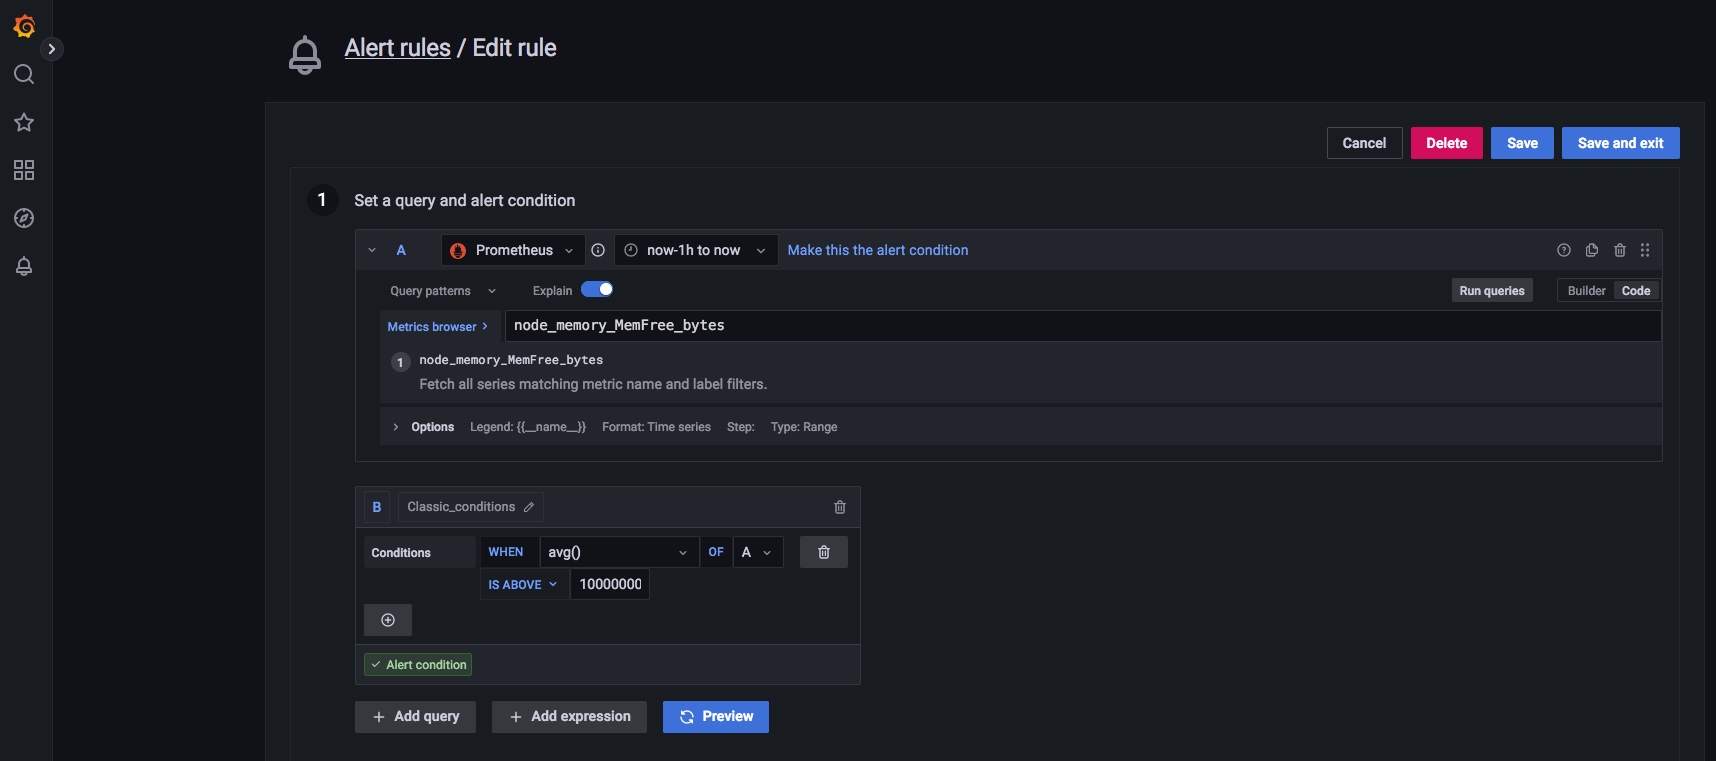 Alert rules / Edit rule
Cancel Delete Save Save and exit
1 Set a query and alert condition
A Prometheus now-1h to now Make this the alert condition
Query patterns Explain Run queries Builder Code
Metrics browser > node_memory_MemFree_bytes
1 node_memory_MemFree_bytes
Fetch all series matching metric name and label filters.
> Options Legend: {{__name__}} Format: Time series Step: Type: Range
B Classic_conditions
Conditions WHEN avg() OF A
IS ABOVE 10000000
Alert condition
+ Add query + Add expression Preview